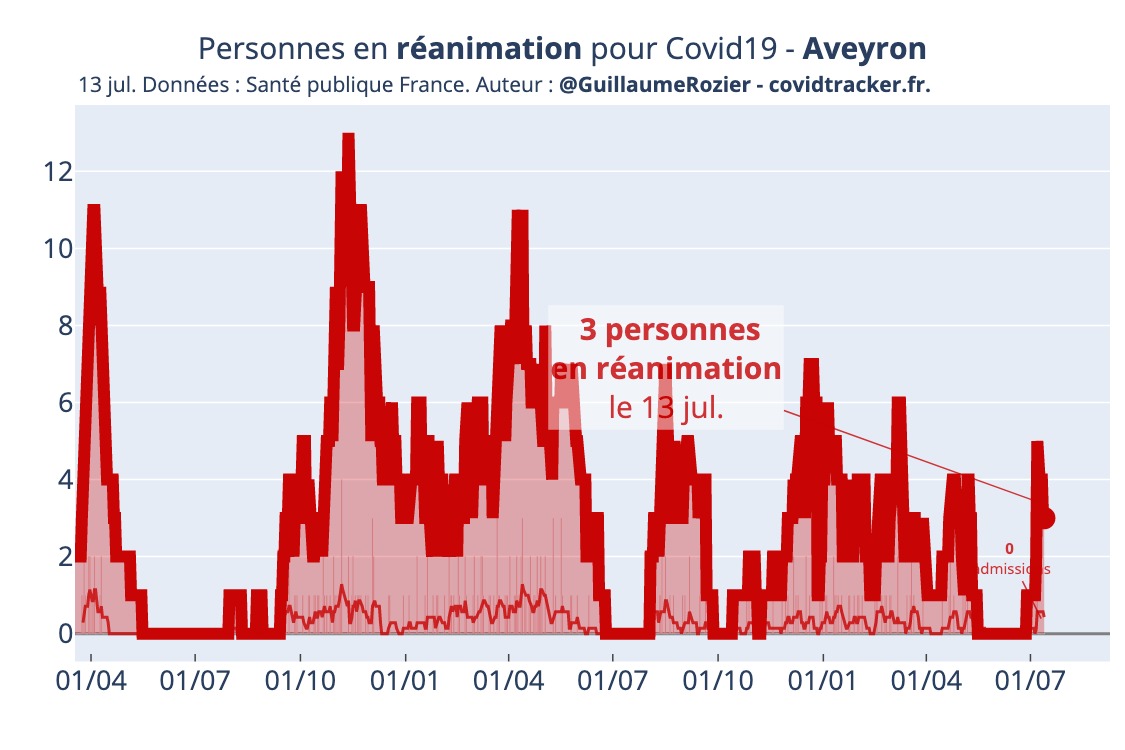 Personnes en réanimation pour Covid19 - Aveyron
13 jul. Données : Santé publique France. Auteur : @GuillaumeRozier - covidtracker.fr.
12
10
8
6
4
2
0
3 personnes
en réanimation
le 13 jul.
0
admissions
01/04 01/07 01/10 01/01 01/04 01/07 01/10 01/01 01/04 01/07